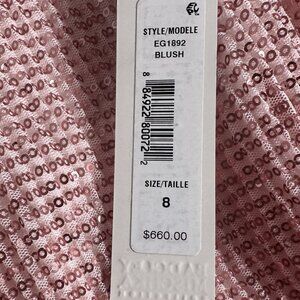 STYLE/MODELE
EG1892
BLUSH
8 84922 80072 2
SIZE/TAILLE
8
$660.00